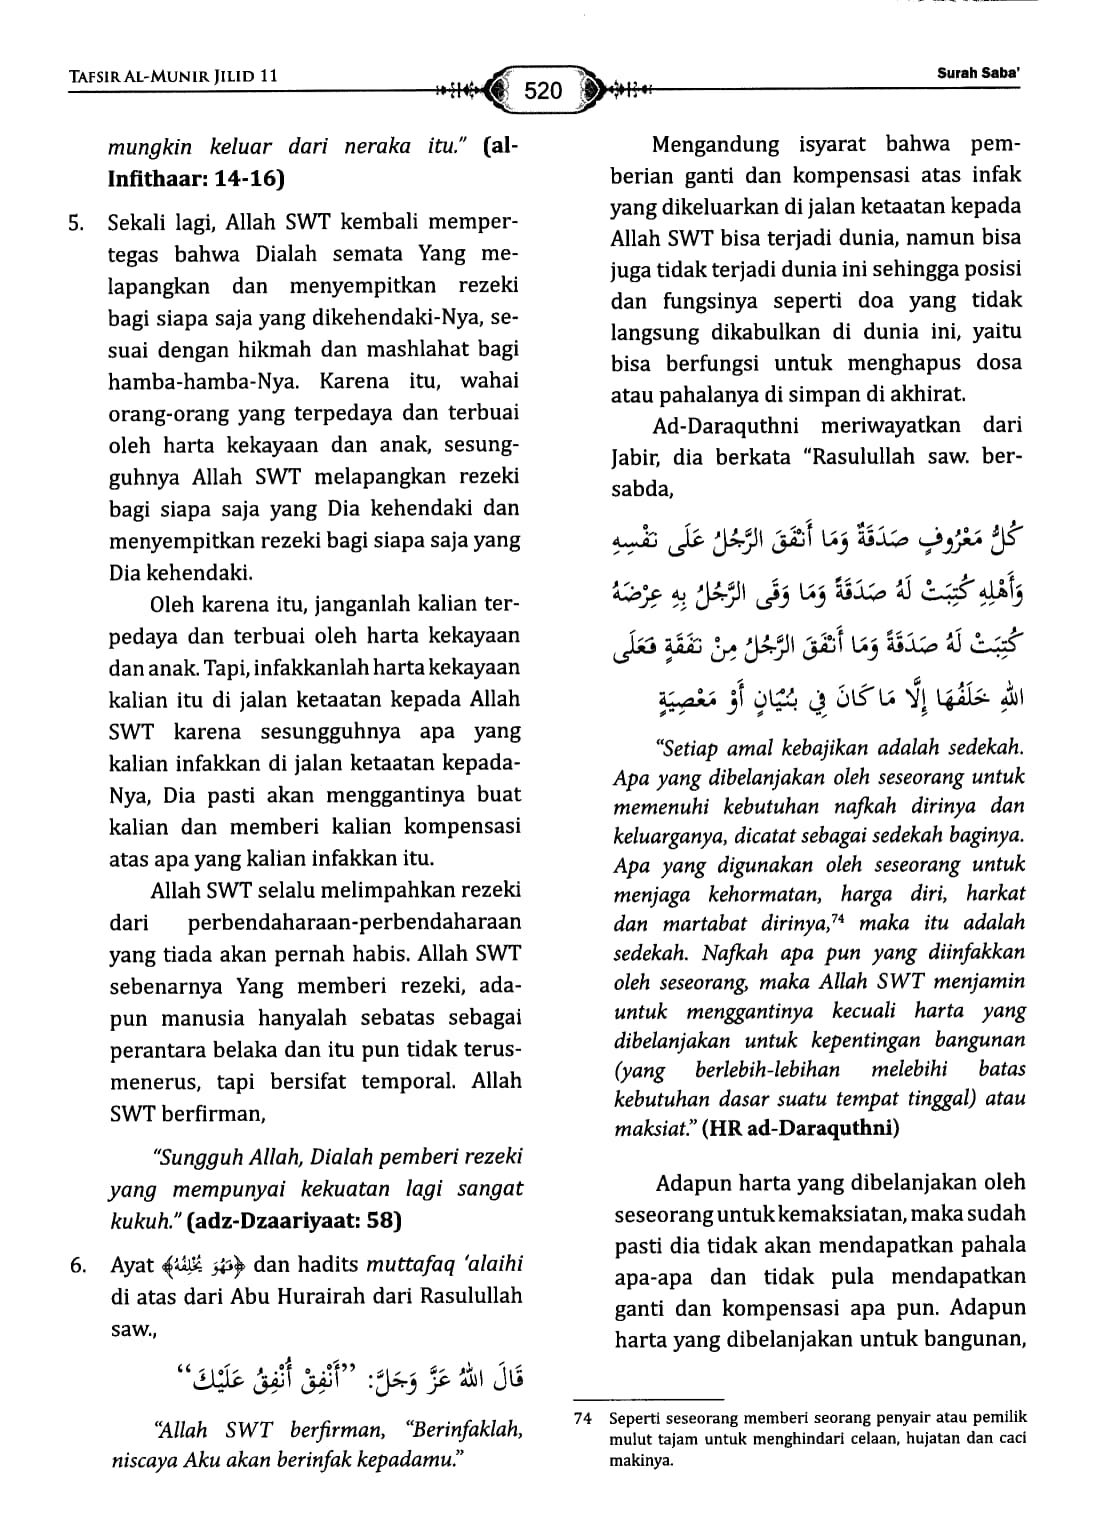 TAFSIR AL-MUNIR JILID 11
520
Surah Saba'
mungkin keluar dari neraka itu.” (al-
Infithaar: 14-16)
5. Sekali lagi, Allah SWT kembali memper-
tegas bahwa Dialah semata Yang me-
lapangkan dan menyempitkan rezeki
bagi siapa saja yang dikehendaki-Nya, se-
suai dengan hikmah dan mashlahat bagi
hamba-hamba-Nya. Karena itu, wahai
orang-orang yang terpedaya dan terbuai
oleh harta kekayaan dan anak, sesung-
guhnya Allah SWT melapangkan rezeki
bagi siapa saja yang Dia kehendaki dan
menyempitkan rezeki bagi siapa saja yang
Dia kehendaki.
Oleh karena itu, janganlah kalian ter-
pedaya dan terbuai oleh harta kekayaan
dan anak. Tapi, infakkanlah harta kekayaan
kalian itu di jalan ketaatan kepada Allah
SWT karena sesungguhnya apa yang
kalian infakkan di jalan ketaatan kepada-
Nya, Dia pasti akan menggantinya buat
kalian dan memberi kalian kompensasi
atas apa yang kalian infakkan itu.
Allah SWT selalu melimpahkan rezeki
dari perbendaharaan-perbendaharaan
yang tiada akan pernah habis. Allah SWT
sebenarnya Yang memberi rezeki, ada-
pun manusia hanyalah sebatas sebagai
perantara belaka dan itu pun tidak terus-
menerus, tapi bersifat temporal. Allah
SWT berfirman,
“Sungguh Allah, Dialah pemberi rezeki
yang mempunyai kekuatan lagi sangat
kukuh.” (adz-Dzaariyaat: 58)
6. Ayat ﴿فَهُوَ يُخْلِفُهُ﴾ dan hadits muttafaq ‘alaihi
di atas dari Abu Hurairah dari Rasulullah
saw.,
قَالَ اللهُ عَزَّ وَجَلَّ: ”أَنْفِقْ أُنْفِقُ عَلَيْكَ“
“Allah SWT berfirman, “Berinfaklah,
niscaya Aku akan berinfak kepadamu.”
Mengandung isyarat bahwa pem-
berian ganti dan kompensasi atas infak
yang dikeluarkan di jalan ketaatan kepada
Allah SWT bisa terjadi dunia, namun bisa
juga tidak terjadi dunia ini sehingga posisi
dan fungsinya seperti doa yang tidak
langsung dikabulkan di dunia ini, yaitu
bisa berfungsi untuk menghapus dosa
atau pahalanya di simpan di akhirat.
Ad-Daraquthni meriwayatkan dari
Jabir, dia berkata “Rasulullah saw. ber-
sabda,
كُلُّ مَعْرُوفٍ صَدَقَةٌ وَمَا أَنْفَقَ الرَّجُلُ عَلَى نَفْسِهِ
وَأَهْلِهِ كُتِبَتْ لَهُ صَدَقَةً وَمَا وَقَى الرَّجُلُ بِهِ عِرْضَهُ
كُتِبَتْ لَهُ صَدَقَةً وَمَا أَنْفَقَ الرَّجُلُ مِنْ نَفَقَةٍ فَعَلَى
اللهِ خَلَفُهَا إِلَّا مَا كَانَ فِي بُنْيَانٍ أَوْ مَعْصِيَةٍ
“Setiap amal kebajikan adalah sedekah.
Apa yang dibelanjakan oleh seseorang untuk
memenuhi kebutuhan nafkah dirinya dan
keluarganya, dicatat sebagai sedekah baginya.
Apa yang digunakan oleh seseorang untuk
menjaga kehormatan, harga diri, harkat
dan martabat dirinya,74 maka itu adalah
sedekah. Nafkah apa pun yang diinfakkan
oleh seseorang, maka Allah SWT menjamin
untuk menggantinya kecuali harta yang
dibelanjakan untuk kepentingan bangunan
(yang berlebih-lebihan melebihi batas
kebutuhan dasar suatu tempat tinggal) atau
maksiat.” (HR ad-Daraquthni)
Adapun harta yang dibelanjakan oleh
seseorang untuk kemaksiatan, maka sudah
pasti dia tidak akan mendapatkan pahala
apa-apa dan tidak pula mendapatkan
ganti dan kompensasi apa pun. Adapun
harta yang dibelanjakan untuk bangunan,
74 Seperti seseorang memberi seorang penyair atau pemilik
mulut tajam untuk menghindari celaan, hujatan dan caci
makinya.